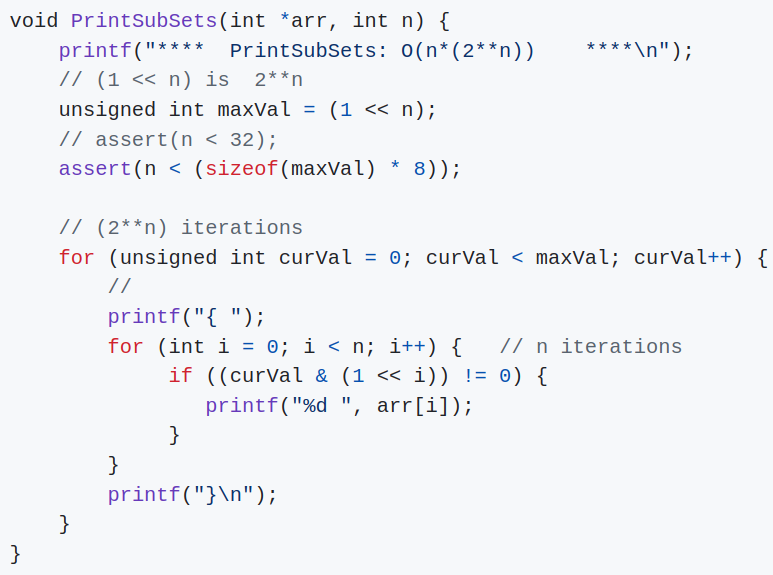 void PrintSubSets(int *arr, int n) {
    printf("****  PrintSubSets: O(n*(2**n))    ****\n");
    // (1 << n) is  2**n
    unsigned int maxVal = (1 << n);
    // assert(n < 32);
    assert(n < (sizeof(maxVal) * 8));

    // (2**n) iterations
    for (unsigned int curVal = 0; curVal < maxVal; curVal++) {
        //
        printf("{ ");
        for (int i = 0; i < n; i++) {   // n iterations
             if ((curVal & (1 << i)) != 0) {
                printf("%d ", arr[i]);
             }
        }
        printf("}\n");
    }
}